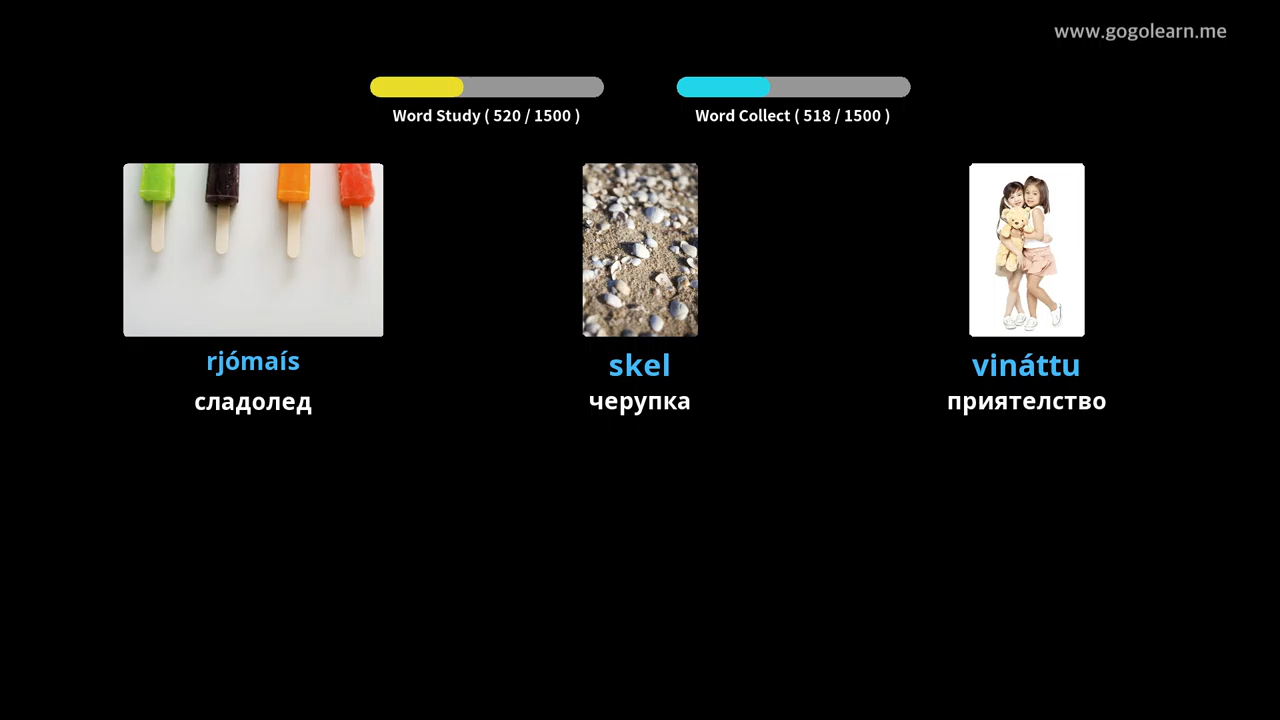 www.gogolearn.me
Word Study ( 520 / 1500 )
Word Collect ( 518 / 1500 )
rjómaís
skel
vináttu
сладолед
черупка
приятелство